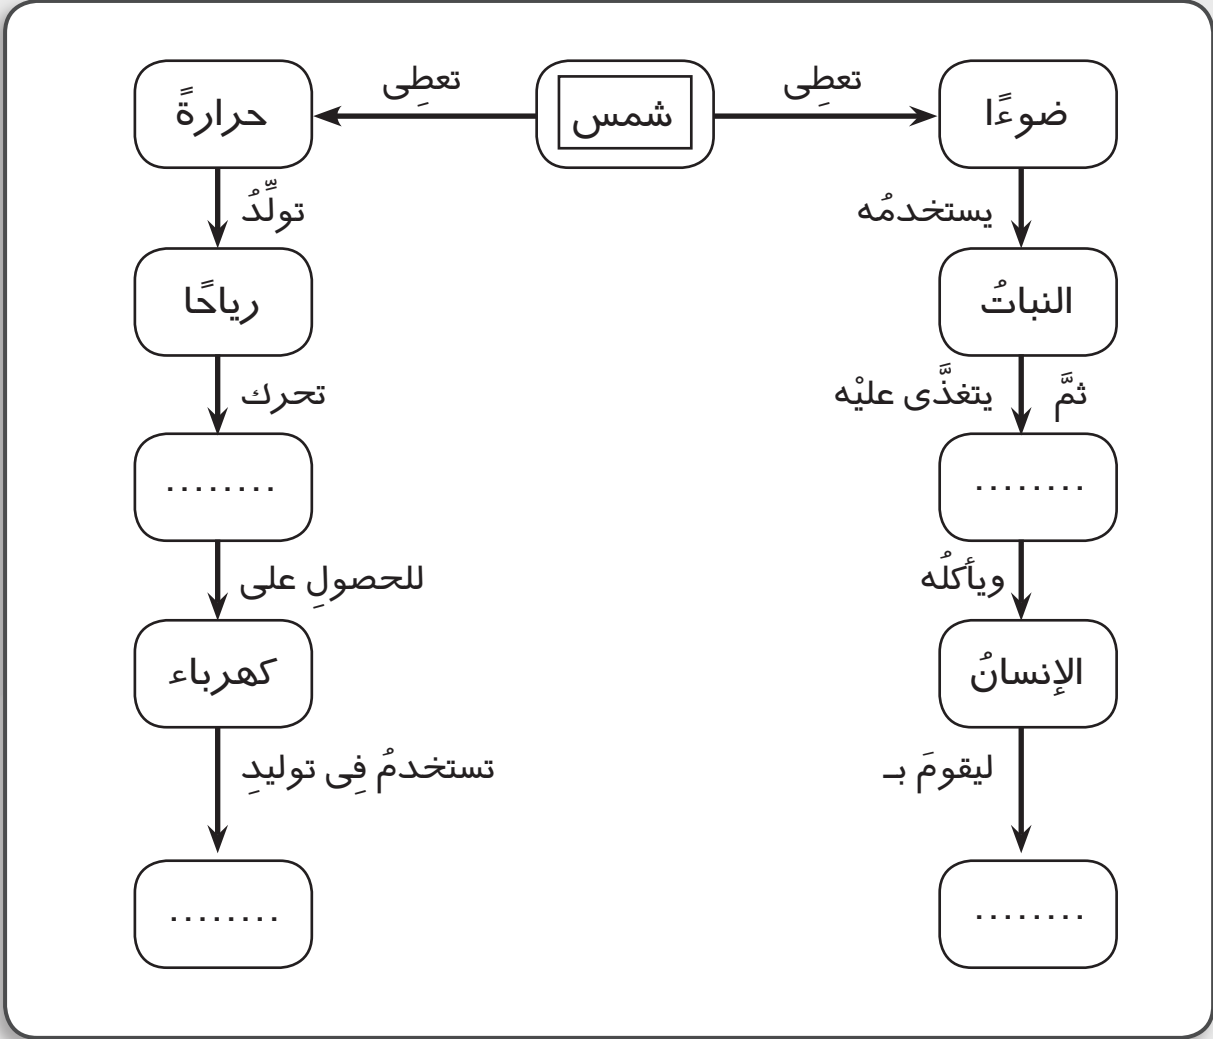 ضوءًا تعطِى شمس تعطِى حرارةً
يستخدمُه تولِّدُ
النباتُ رياحًا
ثمَّ يتغذَّى عليْه تحرك
........ ........
ويأكلُه للحصولِ على
الإنسانُ كهرباء
ليقومَ بـ تستخدمُ فِى توليدِ
........ ........